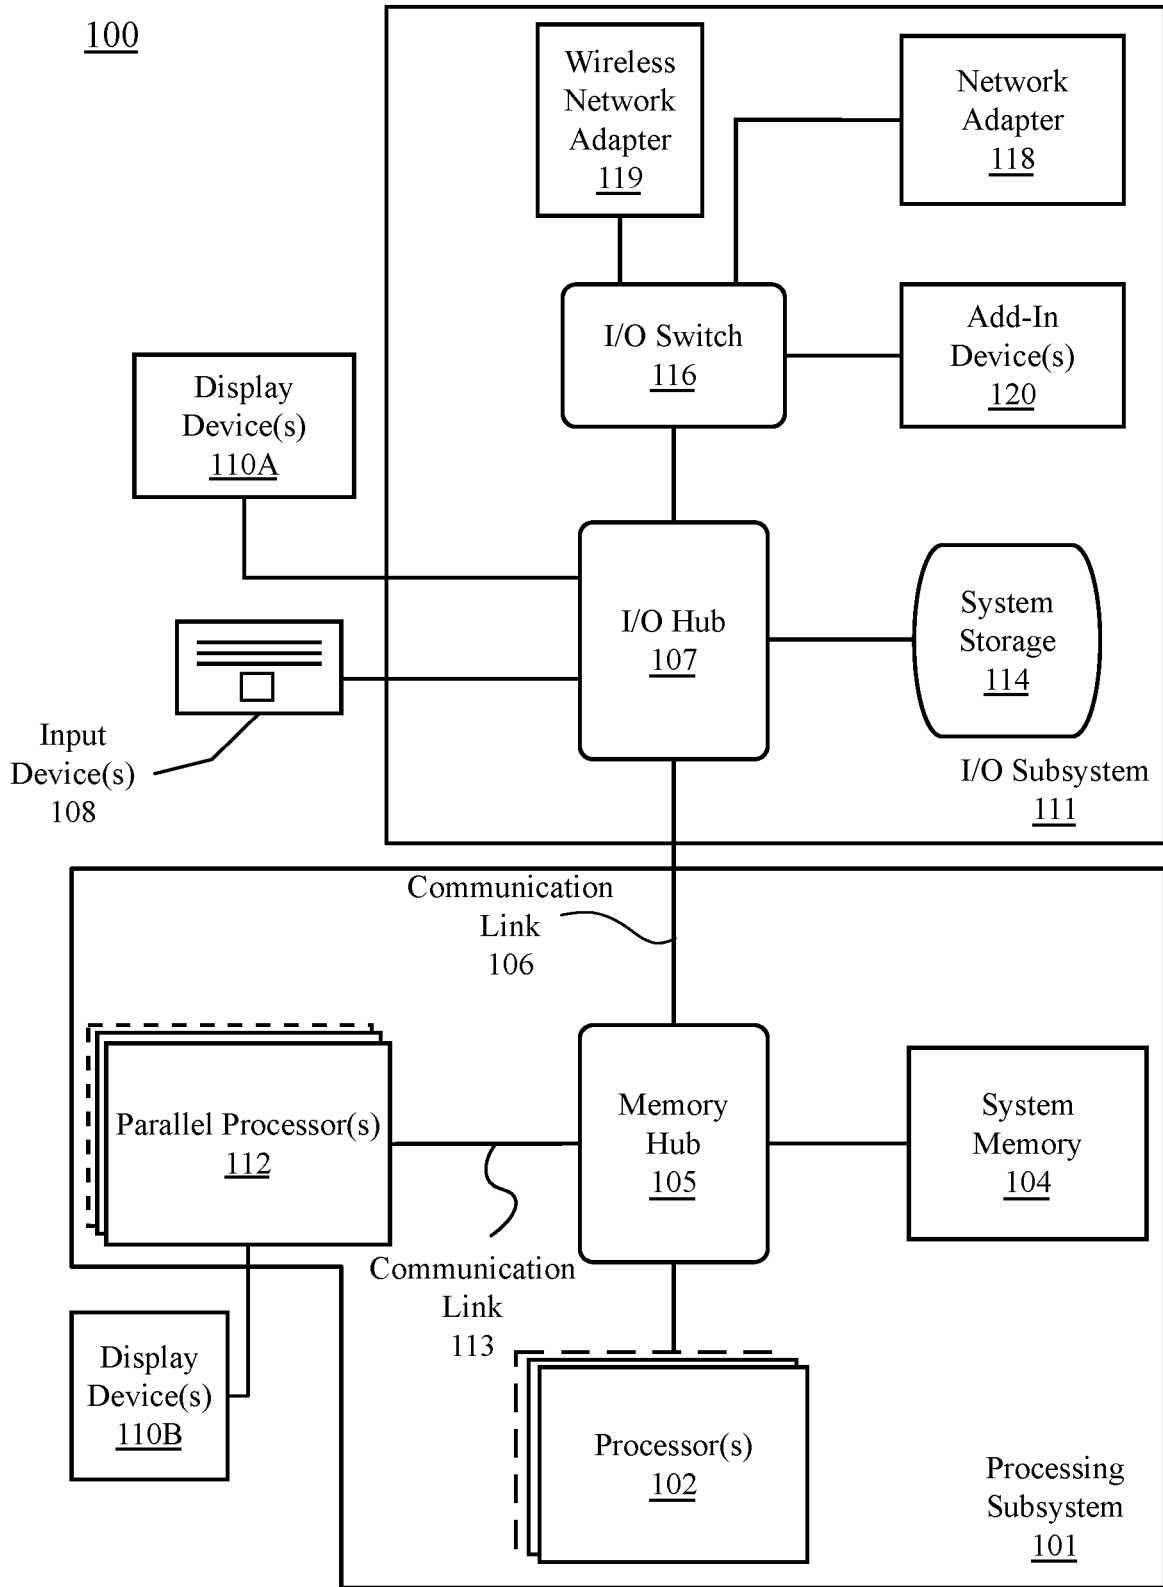 100
Wireless
Network
Adapter
119
Network
Adapter
118
I/O Switch
116
Add-In
Device(s)
120
Display
Device(s)
110A
I/O Hub
107
System
Storage
114
Input
Device(s)
108
I/O Subsystem
111
Communication
Link
106
Parallel Processor(s)
112
Memory
Hub
105
System
Memory
104
Communication
Link
113
Display
Device(s)
110B
Processor(s)
102
Processing
Subsystem
101